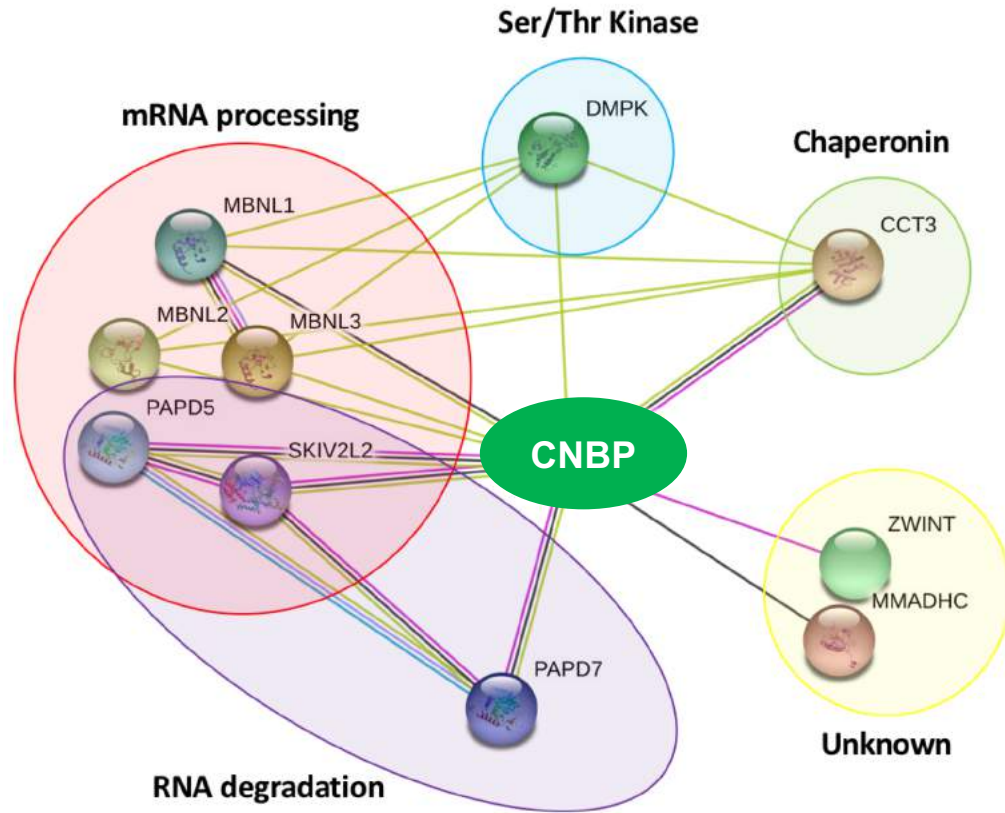 Ser/Thr Kinase
DMPK
mRNA processing
Chaperonin
MBNL1
CCT3
MBNL2
MBNL3
PAPD5
SKIV2L2
CNBP
ZWINT
MMADHC
PAPD7
Unknown
RNA degradation